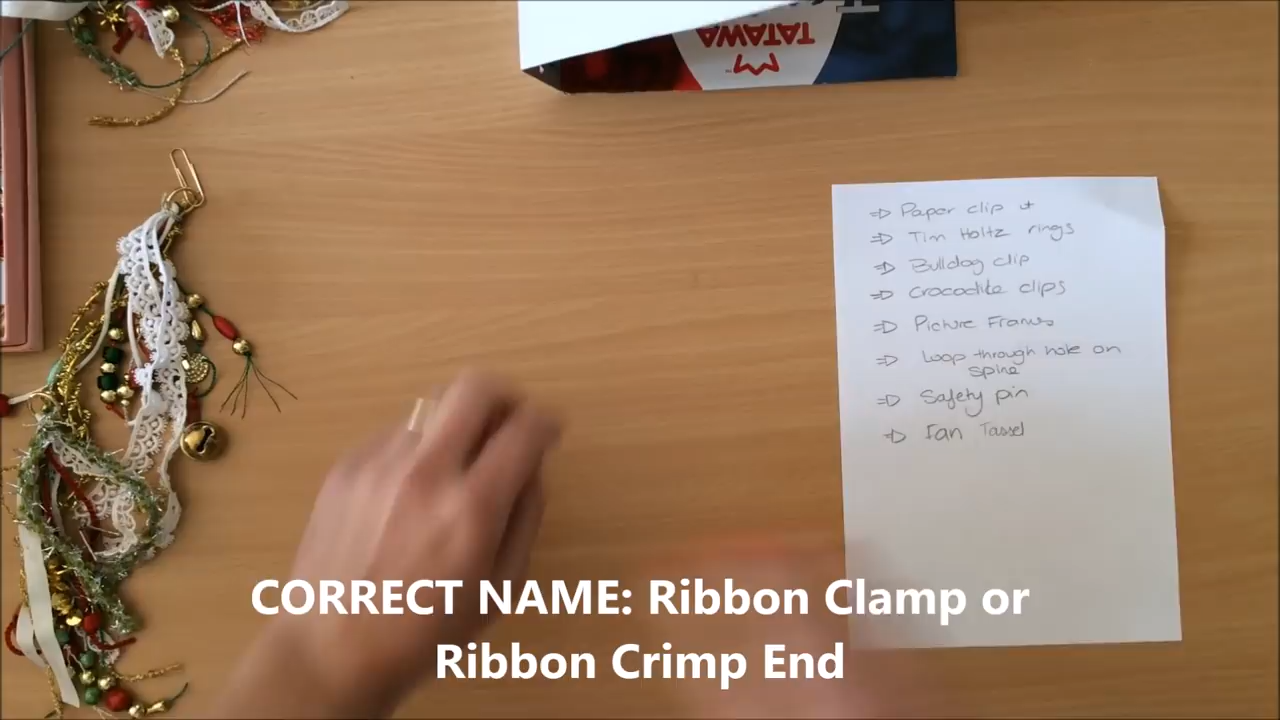 TATAWA
⇒ Paper clip it
⇒ Tim Holtz rings
⇒ Bulldog clip
⇒ Crocodile clips
⇒ Picture Frames
⇒ Loop through hole on
spine
⇒ Safety pin
⇒ Fan Tassel
CORRECT NAME: Ribbon Clamp or
Ribbon Crimp End